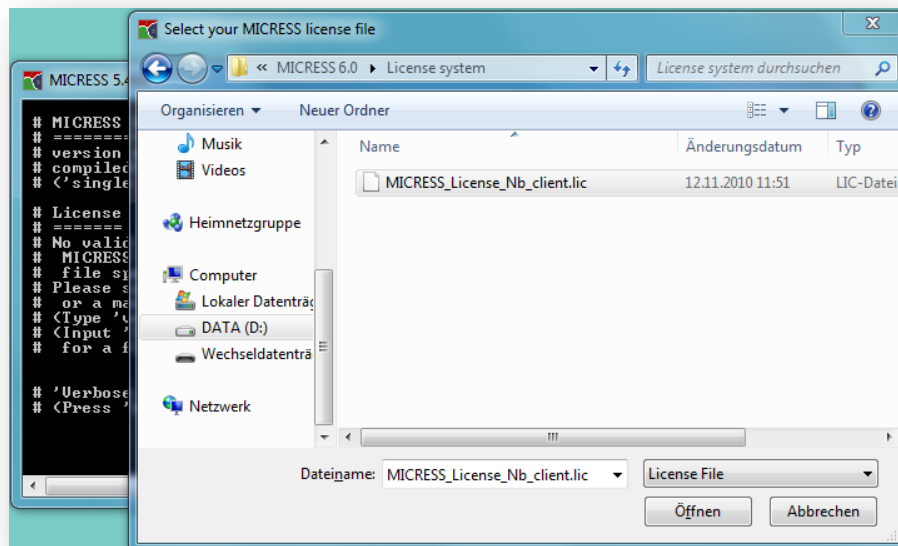 Select your MICRESS license file
« MICRESS 6.0 ▸ License system
License system durchsuchen
Organisieren
Neuer Ordner
Musik
Videos
Heimnetzgruppe
Computer
Lokaler Datenträg
DATA (D:)
Wechseldatenträ
Netzwerk
Name
Änderungsdatum
Typ
MICRESS_License_Nb_client.lic
12.11.2010 11:51
LIC-Datei
Dateiname:
MICRESS_License_Nb_client.lic
License File
Öffnen
Abbrechen
MICRESS 5.4
# MICRESS
# =======
# version
# compiled
# ('single
# License
# =======
# No valid
# MICRESS
# file sp
# Please s
# or a ma
# (Type 'v
# (Input '
# for a f
# 'Verbose
# (Press '